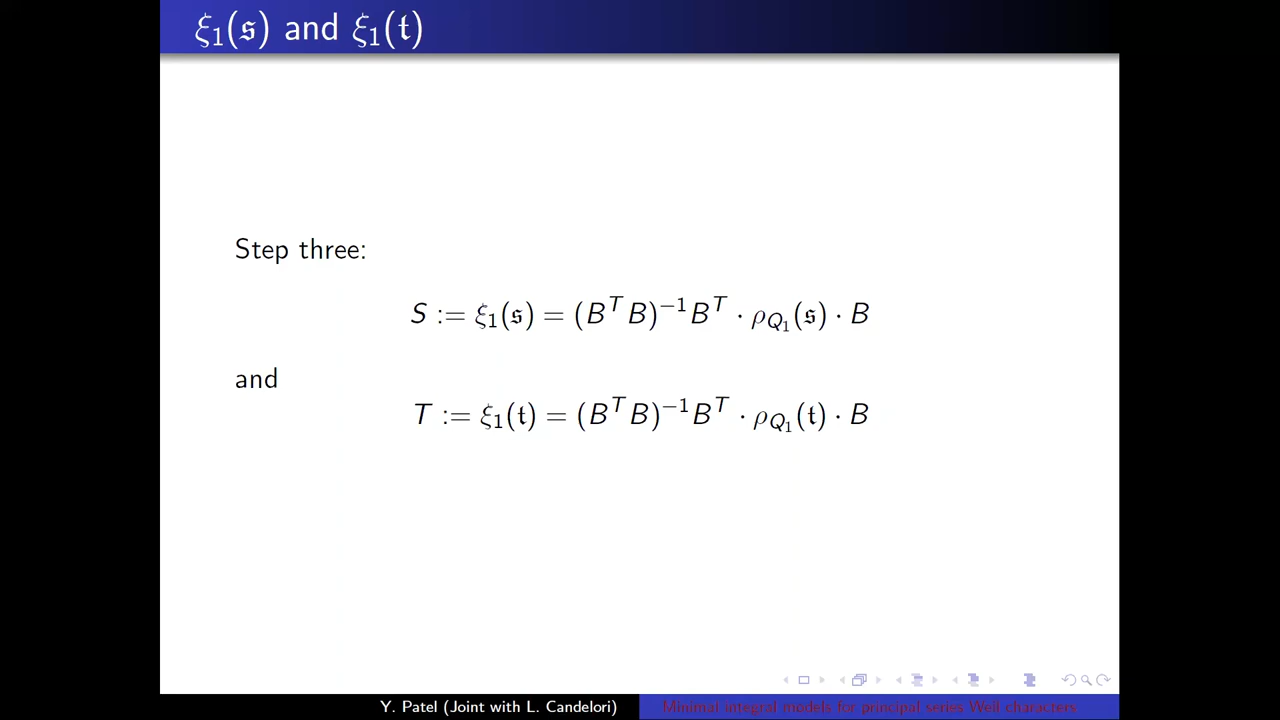 ξ₁(𝔰) and ξ₁(𝔱)
Step three:
S := ξ₁(𝔰) = (BᵀB)⁻¹Bᵀ · ρ_{Q₁}(𝔰) · B
and
T := ξ₁(𝔱) = (BᵀB)⁻¹Bᵀ · ρ_{Q₁}(𝔱) · B
Y. Patel (Joint with L. Candelori)
Minimal integral models for principal series Weil characters